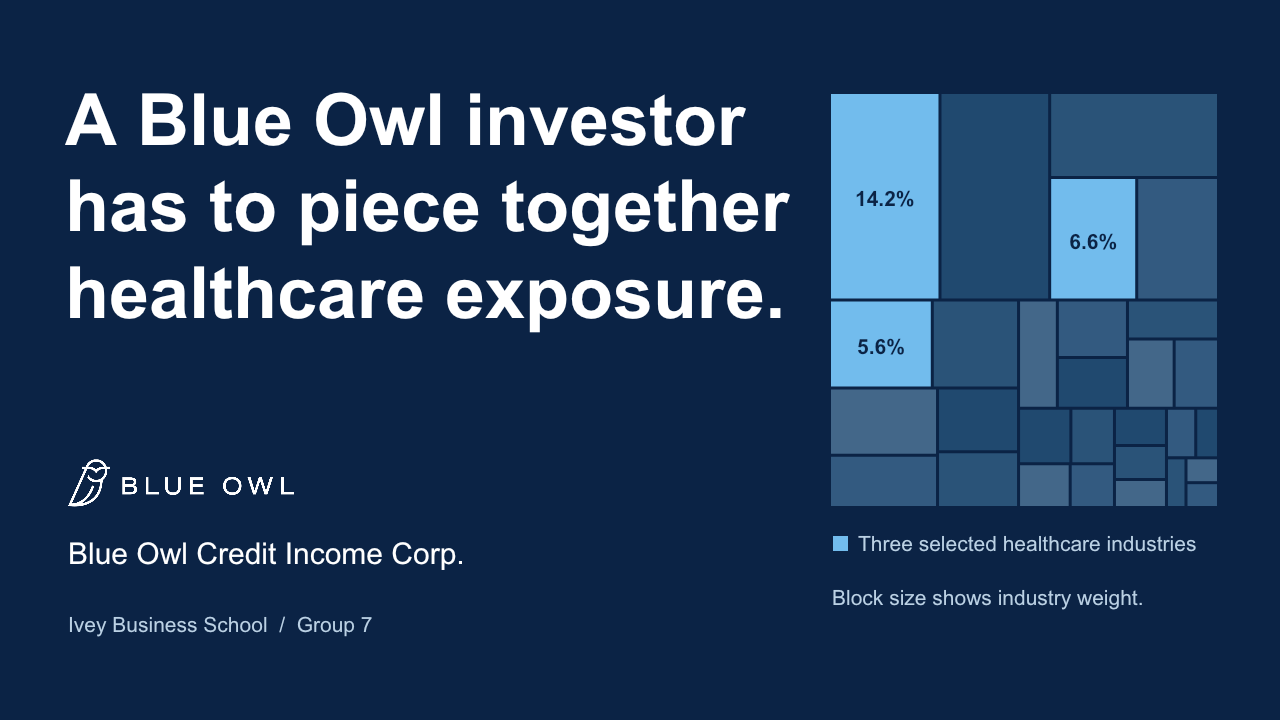 A Blue Owl investor
has to piece together
healthcare exposure.
14.2%
6.6%
5.6%
BLUE OWL
Blue Owl Credit Income Corp.
Three selected healthcare industries
Block size shows industry weight.
Ivey Business School / Group 7